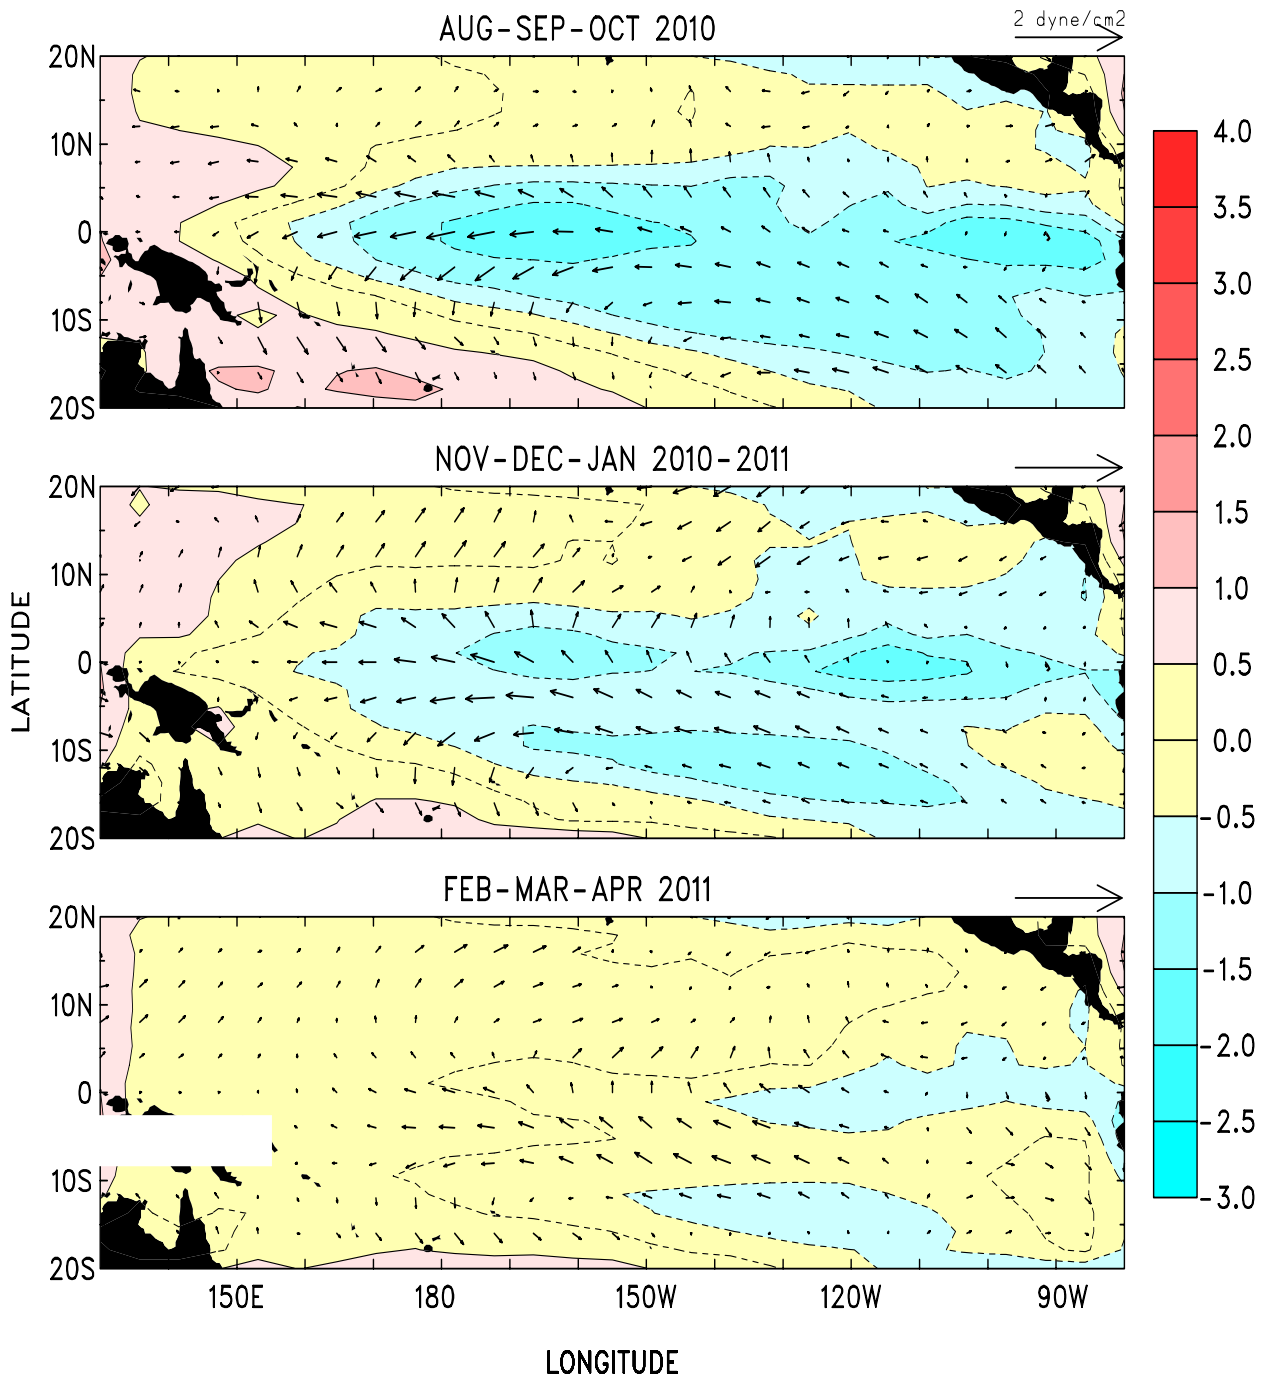 AUG-SEP-OCT 2010
2 dyne/cm2
20N
10N
0
10S
20S
NOV-DEC-JAN 2010-2011
20N
10N
0
10S
20S
LATITUDE
FEB-MAR-APR 2011
20N
10N
0
10S
20S
150E 180 150W 120W 90W
LONGITUDE
4.0
3.5
3.0
2.5
2.0
1.5
1.0
0.5
0.0
-0.5
-1.0
-1.5
-2.0
-2.5
-3.0